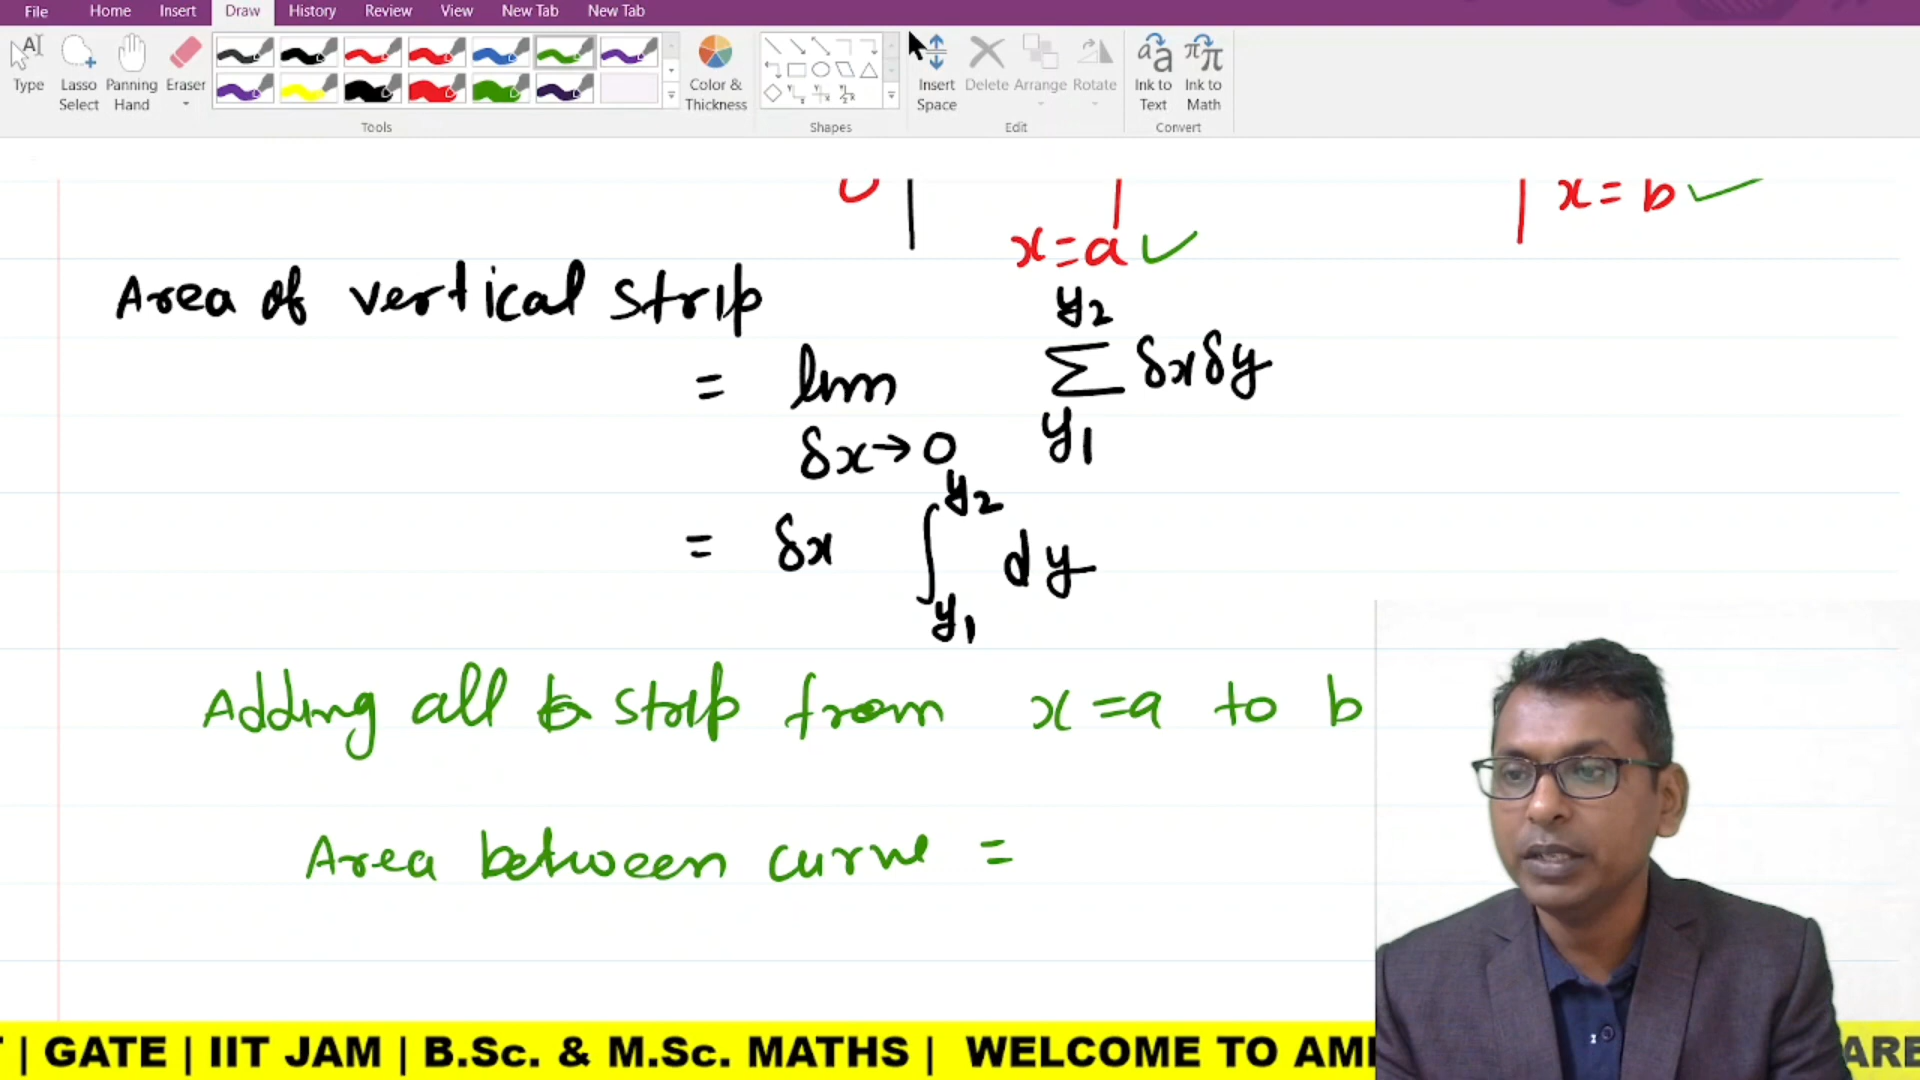 File Home Insert Draw History Review View New Tab New Tab
Type
Lasso Select
Panning Hand
Eraser
Color & Thickness
Insert Space
Delete
Arrange
Rotate
Ink to Text
Ink to Math
Tools
Shapes
Edit
Convert
x = b
x = a
Area of vertical strip
= lim Σ δx δy
y2
y1
δx → 0
= δx ∫ dy
y2
y1
Adding all strip from x = a to b
Area between curve =
| GATE | IIT JAM | B.Sc. & M.Sc. MATHS | WELCOME TO